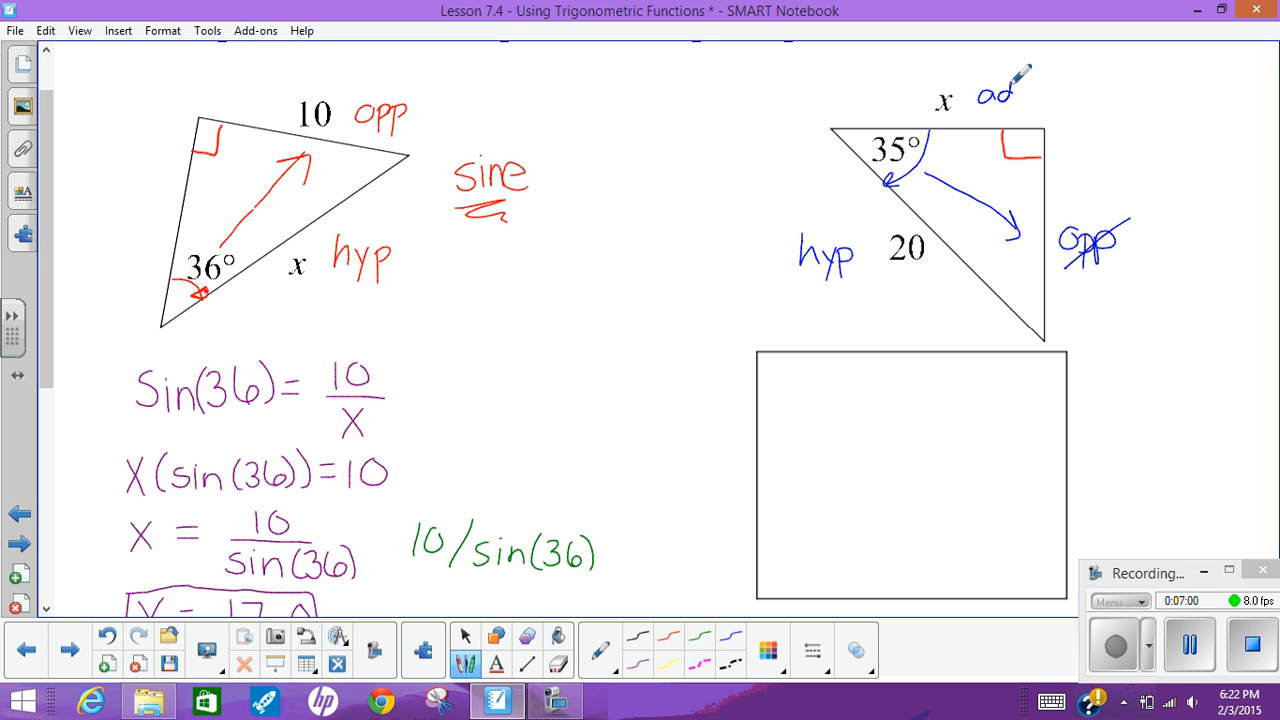 Lesson 7.4 - Using Trigonometric Functions * - SMART Notebook
File Edit View Insert Format Tools Add-ons Help
10 opp
sine
36°
x hyp
Sin(36) = 10/x
x(sin(36)) = 10
x = 10/sin(36)
10/sin(36)
x ad
35°
hyp 20
opp
Recording...
Menu
0:07:00
8.0 fps
6:22 PM
2/3/2015